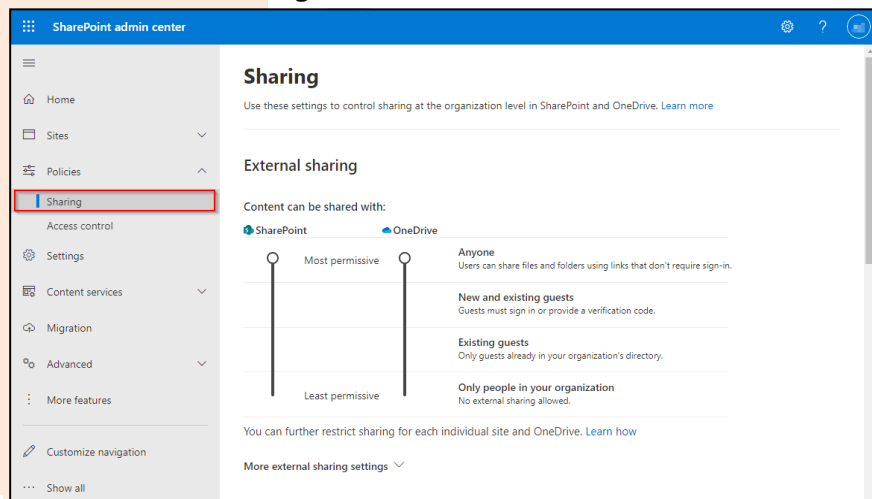 SharePoint admin center
?
Home
Sites
Policies
Sharing
Access control
Settings
Content services
Migration
Advanced
More features
Customize navigation
Show all
Sharing
Use these settings to control sharing at the organization level in SharePoint and OneDrive. Learn more
External sharing
Content can be shared with:
SharePoint OneDrive
Most permissive
Anyone
Users can share files and folders using links that don't require sign-in.
New and existing guests
Guests must sign in or provide a verification code.
Existing guests
Only guests already in your organization's directory.
Least permissive
Only people in your organization
No external sharing allowed.
You can further restrict sharing for each individual site and OneDrive. Learn how
More external sharing settings